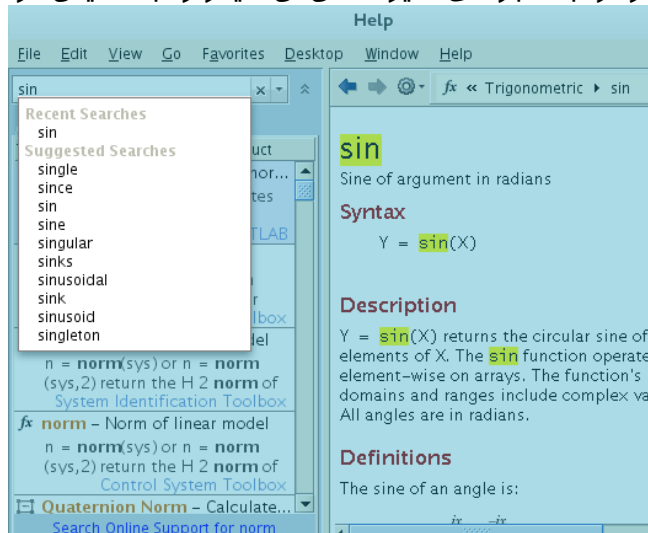 Help
File Edit View Go Favorites Desktop Window Help
sin
fx « Trigonometric ▸ sin
Recent Searches
sin
Suggested Searches
single
since
sin
sine
singular
sinks
sinusoidal
sink
sinusoid
singleton
n = norm(sys) or n = norm
(sys,2) return the H 2 norm of
System Identification Toolbox
fx norm – Norm of linear model
n = norm(sys) or n = norm
(sys,2) return the H 2 norm of
Control System Toolbox
Quaternion Norm – Calculate...
Search Online Support for norm
sin
Sine of argument in radians
Syntax
Y = sin(X)
Description
Y = sin(X) returns the circular sine of
elements of X. The sin function operate
element-wise on arrays. The function's
domains and ranges include complex va
All angles are in radians.
Definitions
The sine of an angle is: